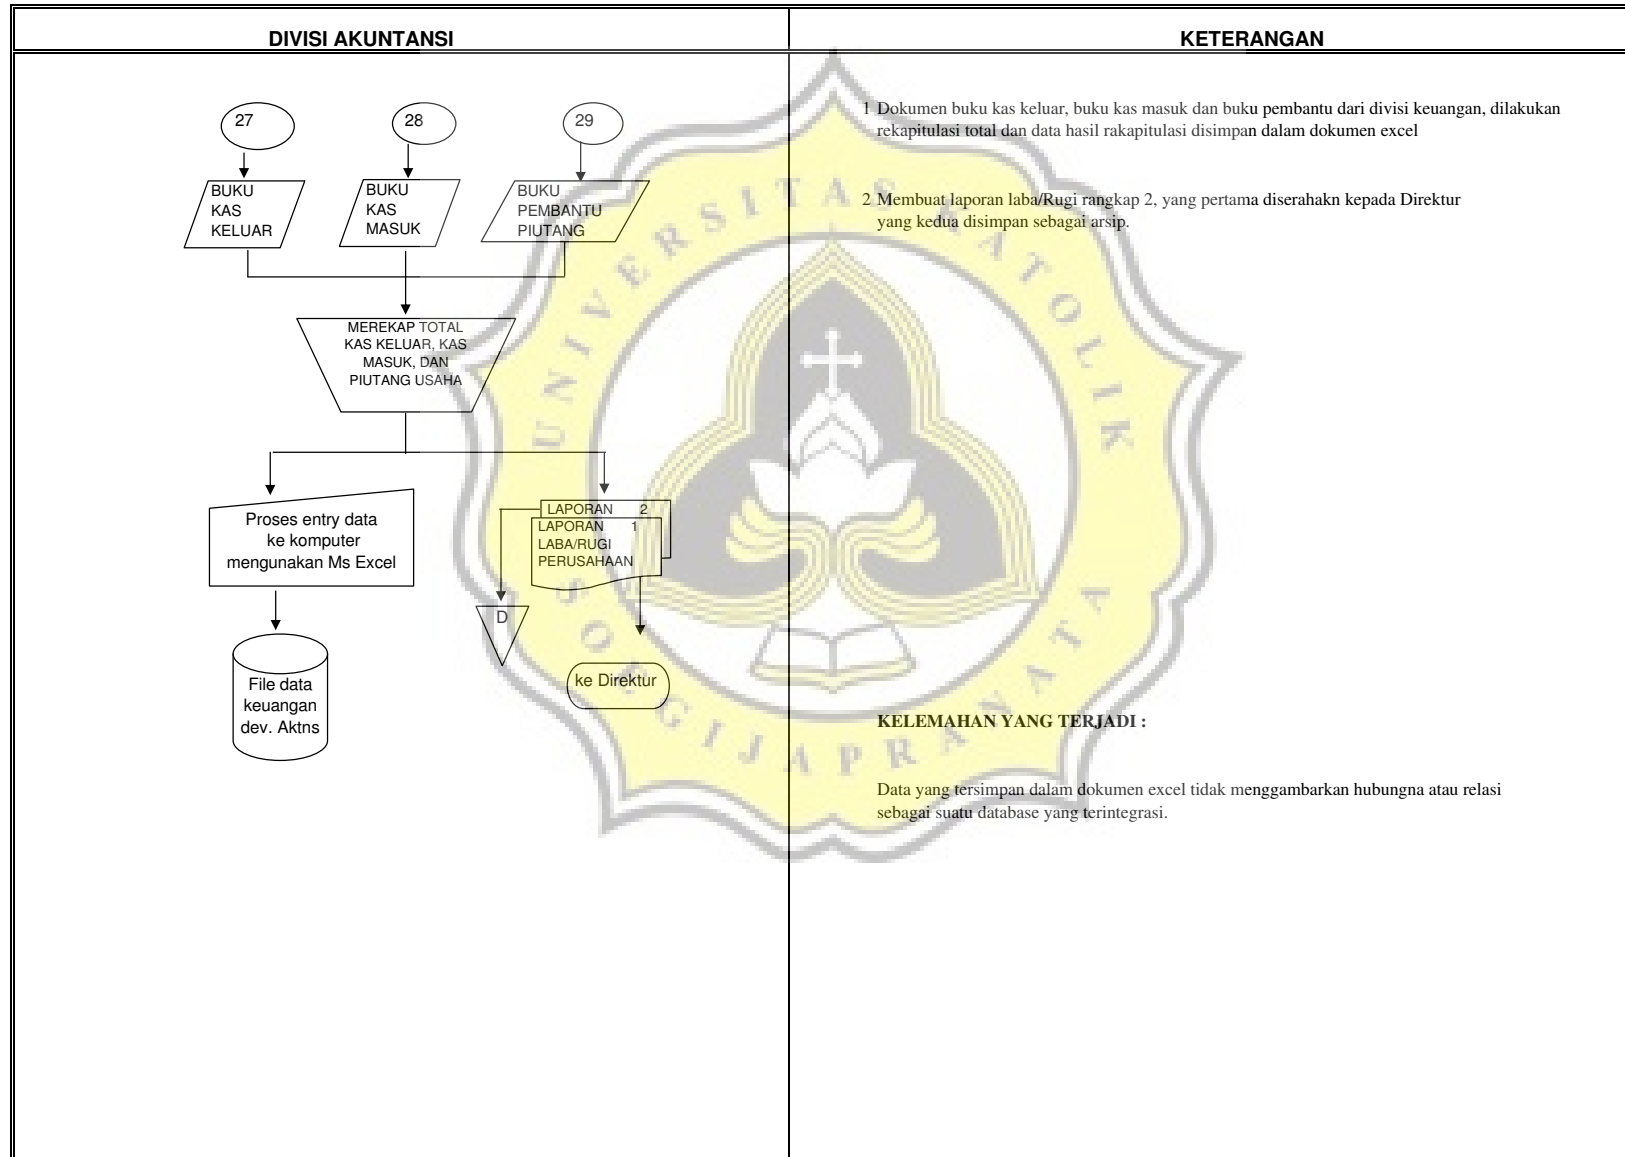 DIVISI AKUNTANSI
KETERANGAN
27
28
29
BUKU
KAS
KELUAR
BUKU
KAS
MASUK
BUKU
PEMBANTU
PIUTANG
MEREKAP TOTAL
KAS KELUAR, KAS
MASUK, DAN
PIUTANG USAHA
Proses entry data
ke komputer
mengunakan Ms Excel
LAPORAN 2
LAPORAN 1
LABA/RUGI
PERUSAHAAN
D
ke Direktur
File data
keuangan
dev. Aktns
1 Dokumen buku kas keluar, buku kas masuk dan buku pembantu dari divisi keuangan, dilakukan
rekapitulasi total dan data hasil rakapitulasi disimpan dalam dokumen excel
2 Membuat laporan laba/Rugi rangkap 2, yang pertama diserahakn kepada Direktur
yang kedua disimpan sebagai arsip.
KELEMAHAN YANG TERJADI :
Data yang tersimpan dalam dokumen excel tidak menggambarkan hubungna atau relasi
sebagai suatu database yang terintegrasi.
UNIVERSITAS KATOLIK
SOEGIJAPRANATA